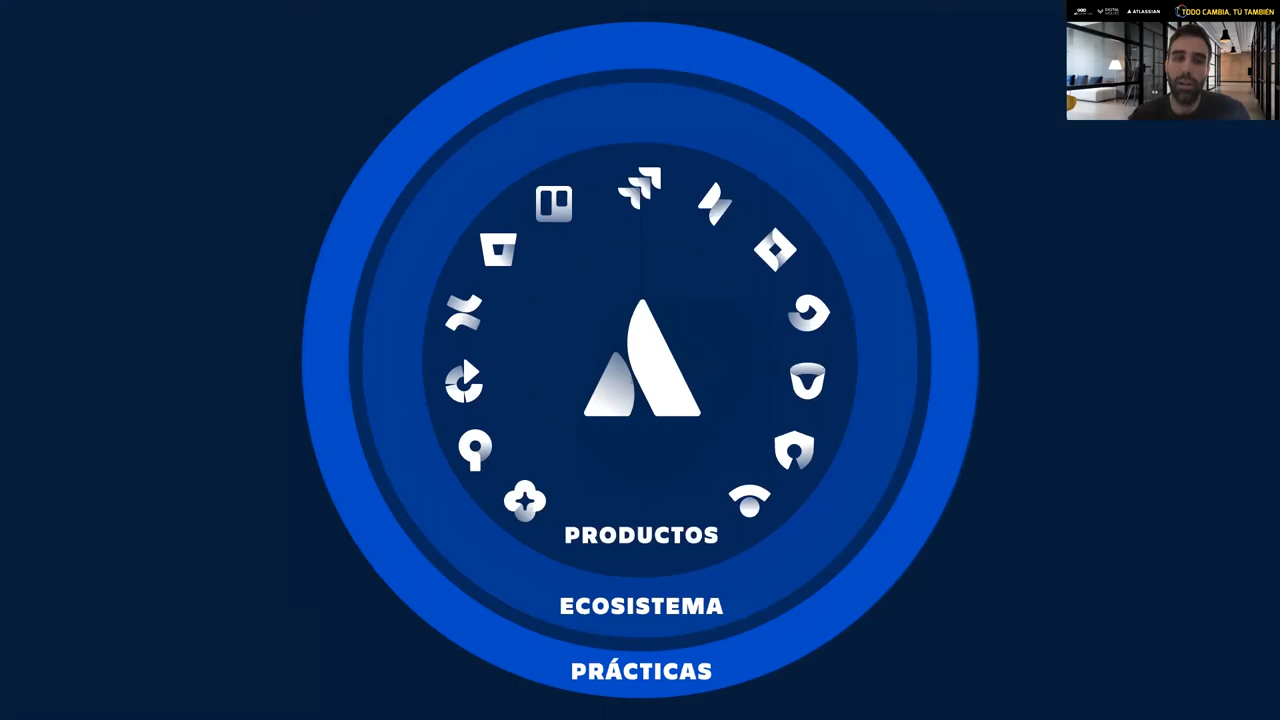 ATLASSIAN
TODO CAMBIA, TÚ TAMBIÉN
PRODUCTOS
ECOSISTEMA
PRÁCTICAS